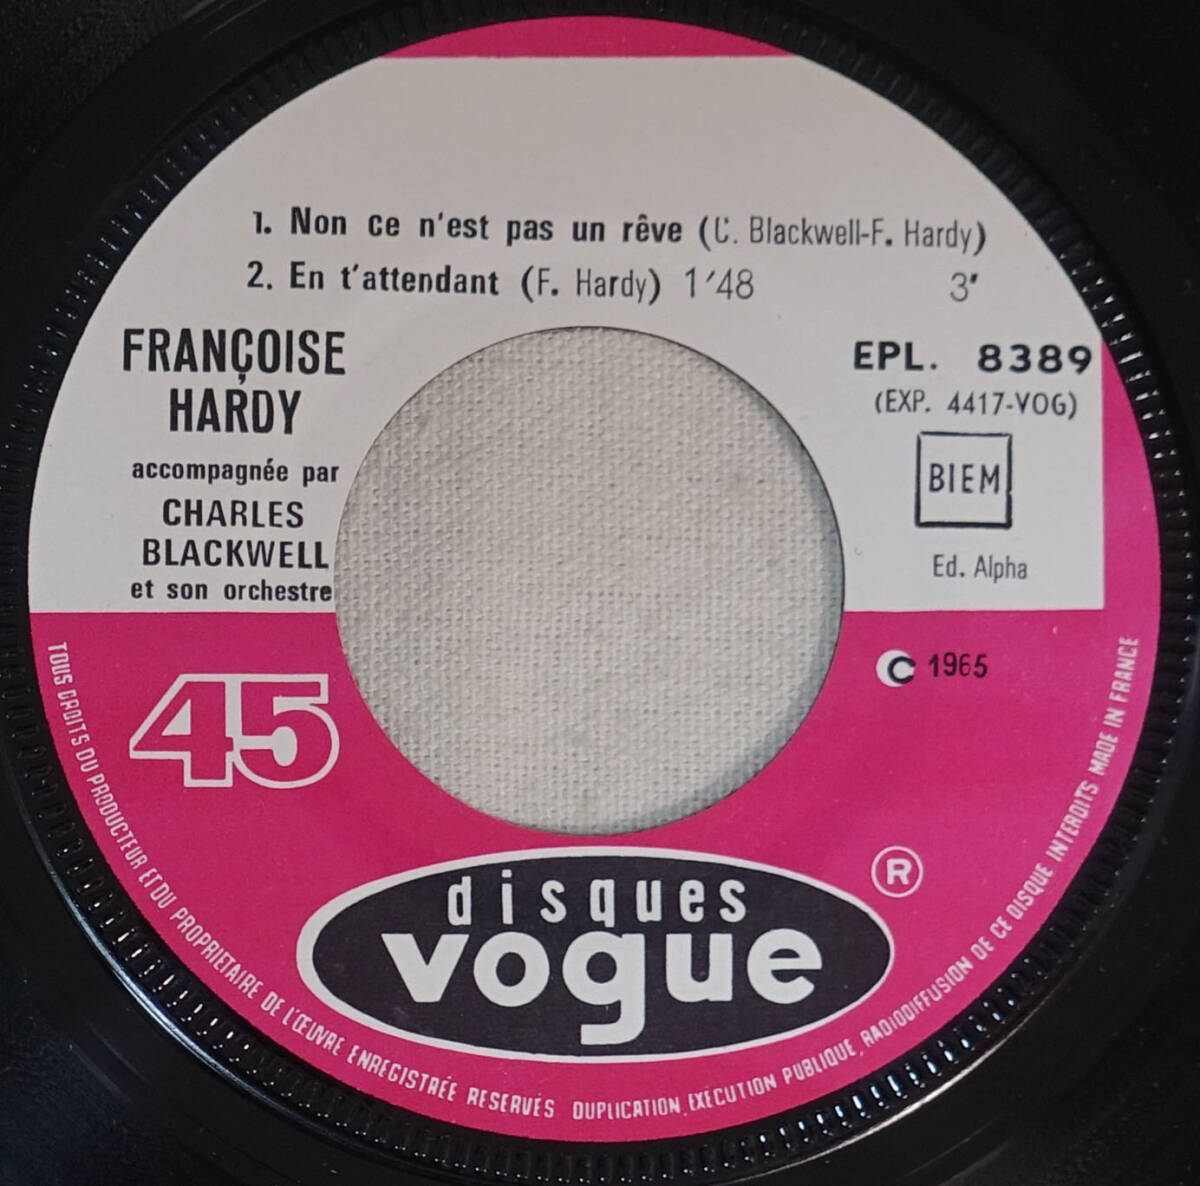 1. Non ce n'est pas un rêve (C. Blackwell-F. Hardy)
3'
2. En t'attendant (F. Hardy) 1'48
FRANÇOISE
HARDY
accompagnée par
CHARLES
BLACKWELL
et son orchestre
EPL. 8389
(EXP. 4417-VOG)
BIEM
Ed. Alpha
45
C 1965
disques
vogue
R
TOUS DROITS DU PRODUCTEUR ET DU PROPRIETAIRE DE L'ŒUVRE ENREGISTRÉE RESERVÉS DUPLICATION, EXÉCUTION PUBLIQUE, RADIODIFFUSION DE CE DISQUE INTERDITS MADE IN FRANCE